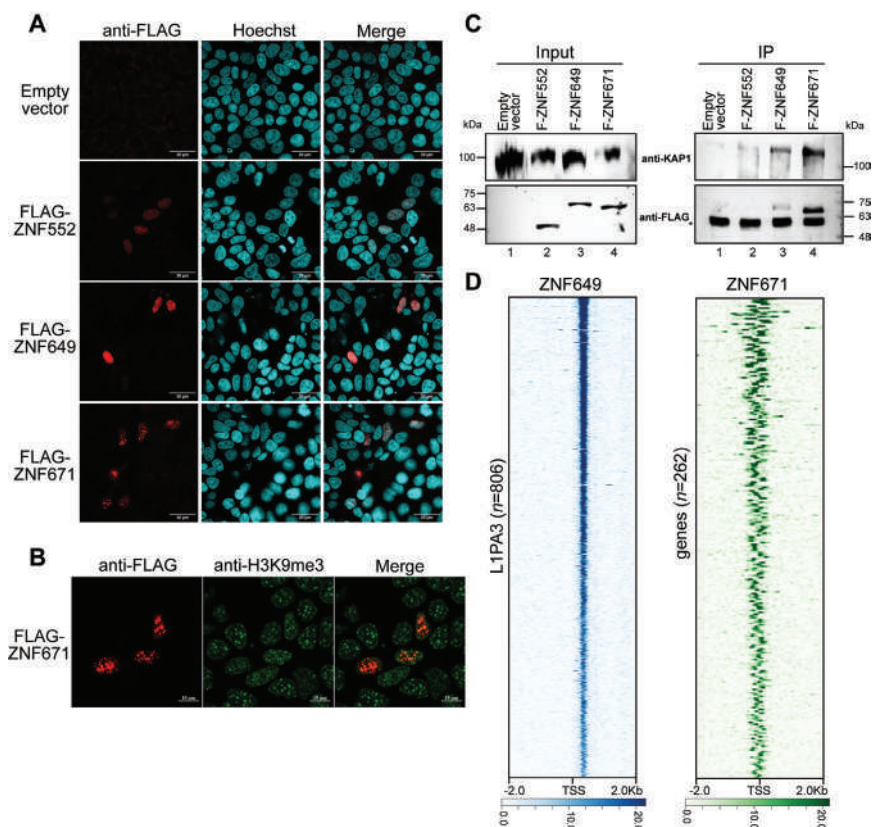 A
anti-FLAG Hoechst Merge
Empty vector
FLAG-ZNF552
FLAG-ZNF649
FLAG-ZNF671
B
anti-FLAG anti-H3K9me3 Merge
FLAG-ZNF671
C
Input IP
Empty vector
F-ZNF552
F-ZNF649
F-ZNF671
Empty vector
F-ZNF552
F-ZNF649
F-ZNF671
kDa kDa
100 anti-KAP1 100
75
63
48
anti-FLAG
*
75
63
48
1 2 3 4 1 2 3 4
D
ZNF649 ZNF671
L1PA3 (n=806)
genes (n=262)
-2.0 TSS 2.0Kb -2.0 TSS 2.0Kb
10.0 20.0 10.0 20.0